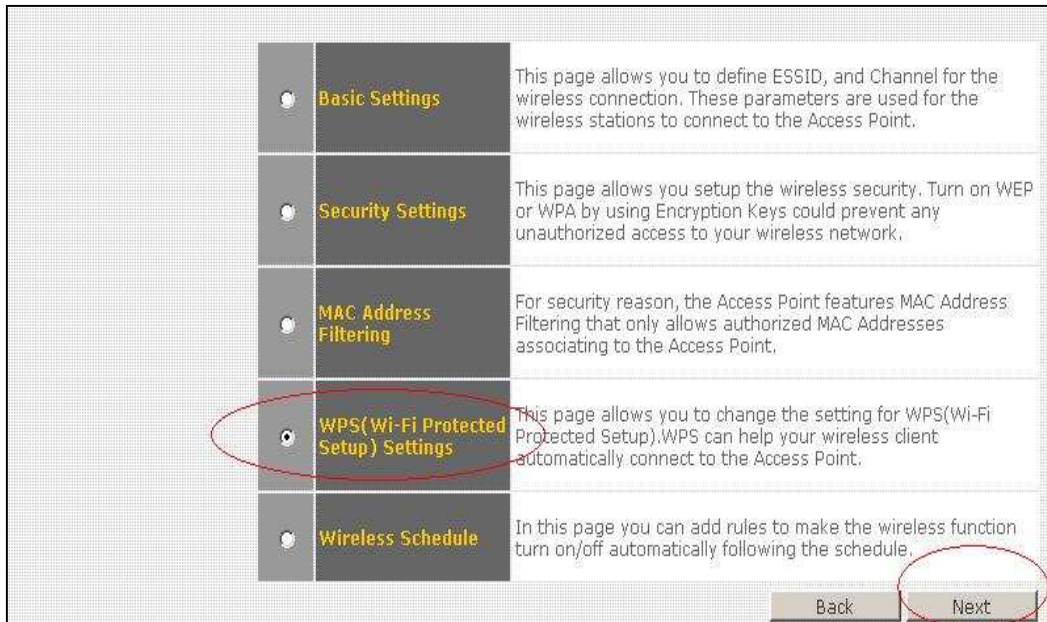 Basic Settings
This page allows you to define ESSID, and Channel for the
wireless connection. These parameters are used for the
wireless stations to connect to the Access Point.
Security Settings
This page allows you setup the wireless security. Turn on WEP
or WPA by using Encryption Keys could prevent any
unauthorized access to your wireless network.
MAC Address
Filtering
For security reason, the Access Point features MAC Address
Filtering that only allows authorized MAC Addresses
associating to the Access Point.
WPS(Wi-Fi Protected
Setup) Settings
This page allows you to change the setting for WPS(Wi-Fi
Protected Setup).WPS can help your wireless client
automatically connect to the Access Point.
Wireless Schedule
In this page you can add rules to make the wireless function
turn on/off automatically following the schedule.
Back
Next